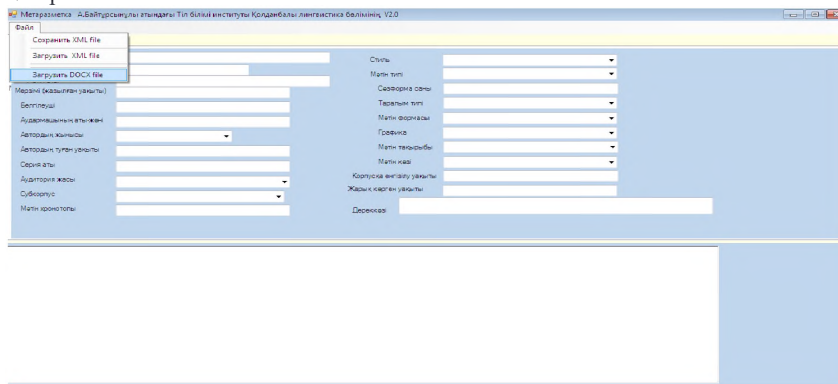 Метаразметка А.Байтұрсынұлы атындағы Тіл білімі институты Қолданбалы лингвистика бөлімінің V2.0
Файл
Сохранить XML file
Загрузить XML file
Загрузить DOCX file
Мерзімі (жазылған уақыты)
Белгілеуші
Аудармашының аты-жөні
Автордың жынысы
Автордың туған уақыты
Серия аты
Аудитория жасы
Субкорпус
Мәтін хронотопы
Стиль
Мәтін типі
Сөзформа саны
Таралым типі
Мәтін формасы
Графика
Мәтін тақырыбы
Мәтін көзі
Корпусқа енгізілу уақыты
Жарық көрген уақыты
Дереккөзі